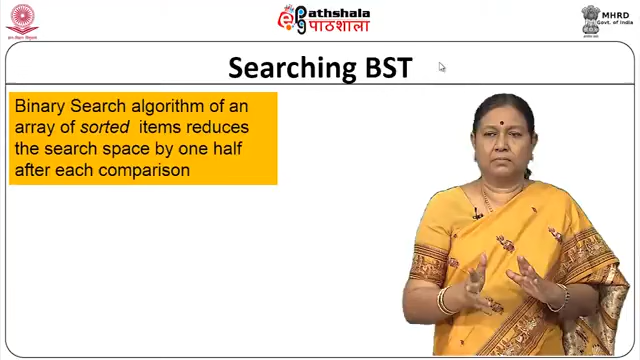 Pathshala
पाठशाला
MHRD
Govt. of India
Searching BST
Binary Search algorithm of an
array of sorted items reduces
the search space by one half
after each comparison